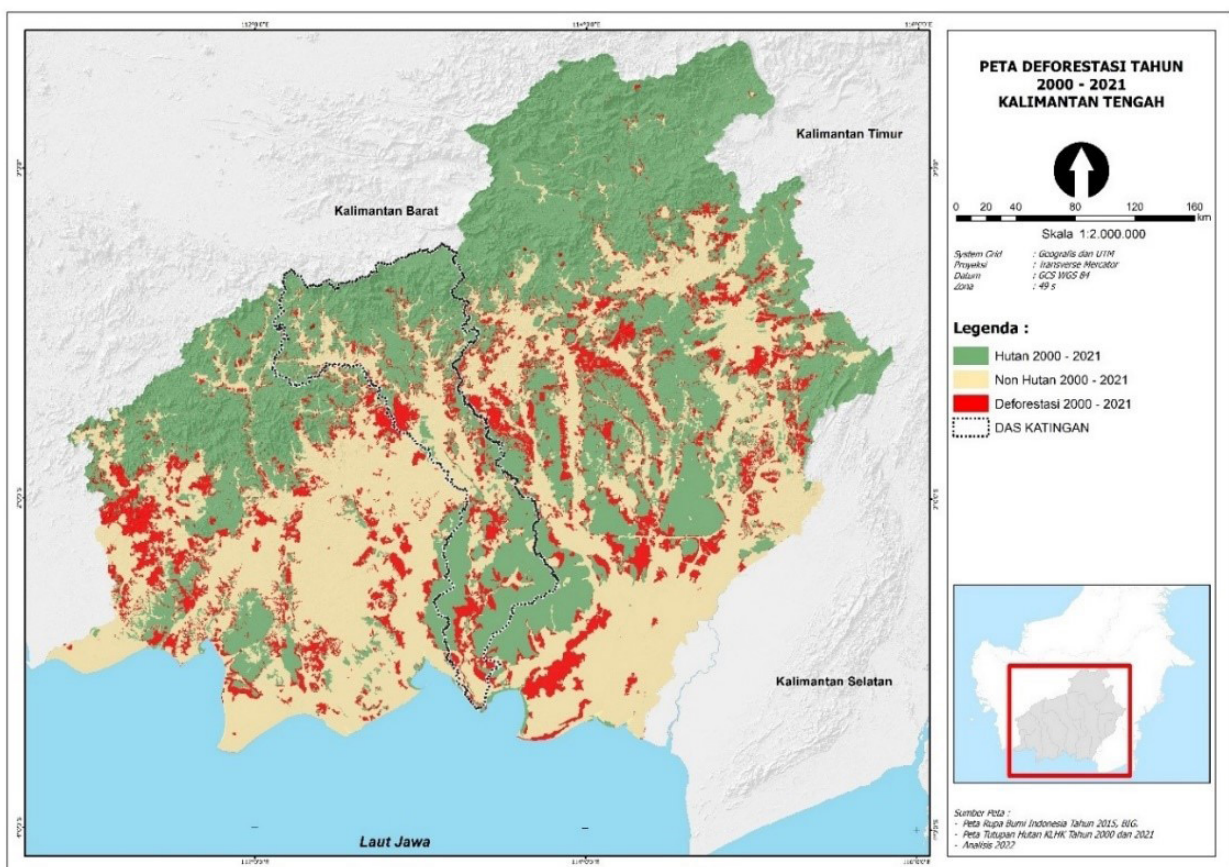 PETA DEFORESTASI TAHUN
2000 - 2021
KALIMANTAN TENGAH
0 20 40 80 120 160
km
Skala 1:2.000.000
System Grid : Geografis dan UTM
Proyeksi : Transverse Mercator
Datum : GCS WGS 84
Zona : 49 s
Legenda :
Hutan 2000 - 2021
Non Hutan 2000 - 2021
Deforestasi 2000 - 2021
DAS KATINGAN
Kalimantan Timur
Kalimantan Barat
Kalimantan Selatan
Laut Jawa
Sumber Peta :
- Peta Rupa Bumi Indonesia Tahun 2015, BIG.
- Peta Tutupan Hutan KLHK Tahun 2000 dan 2021
- Analisis 2022